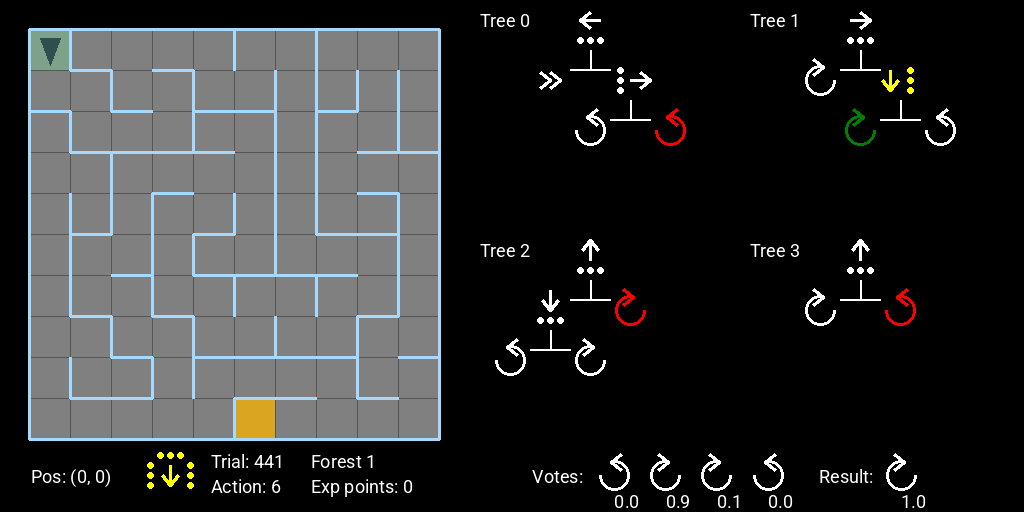 Tree 0
Tree 1
Tree 2
Tree 3
Pos: (0, 0)
Trial: 441
Forest 1
Action: 6
Exp points: 0
Votes:
0.0
0.9
0.1
0.0
Result:
1.0